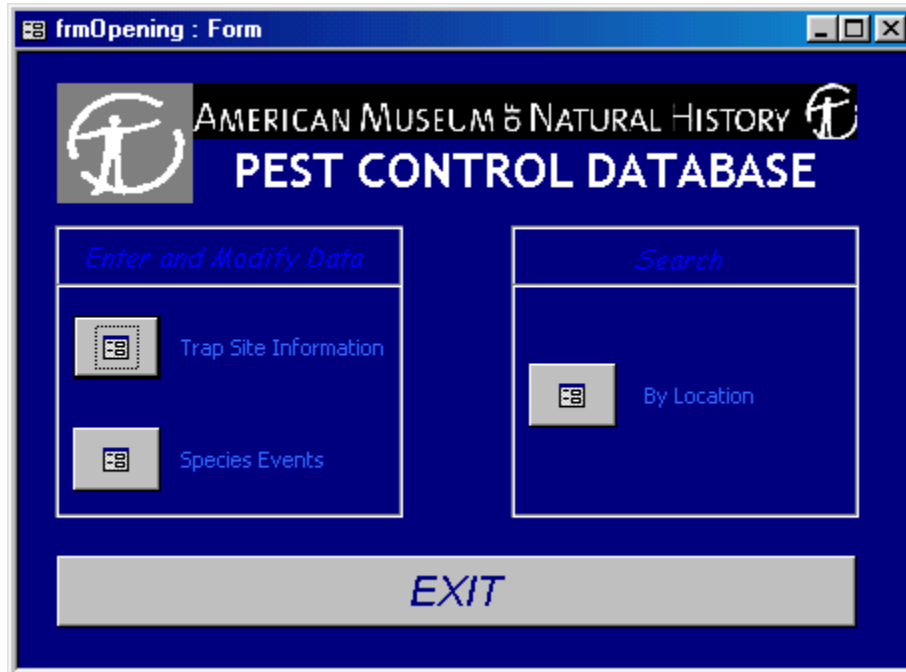 frmOpening : Form
AMERICAN MUSEUM OF NATURAL HISTORY
PEST CONTROL DATABASE
Enter and Modify Data
Trap Site Information
Species Events
Search
By Location
EXIT